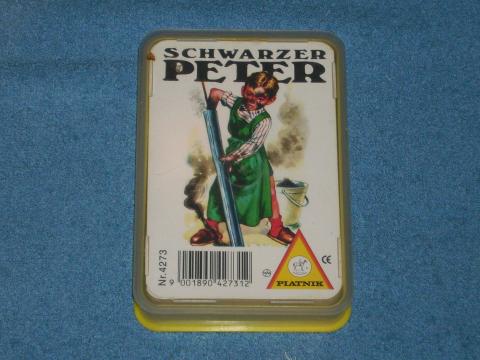 SCHWARZER
PETER
Nr.4273
9 001890 427312
PIATNIK
CE